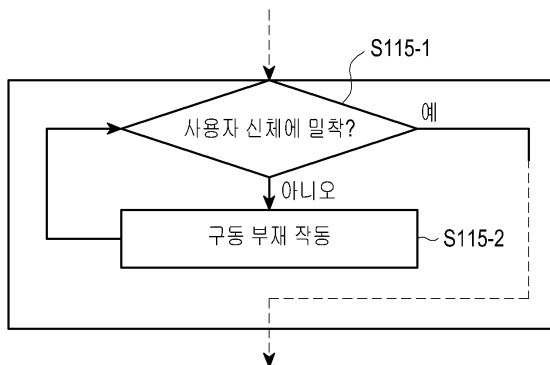 S115-1
사용자 신체에 밀착?
예
아니오
구동 부재 작동
S115-2